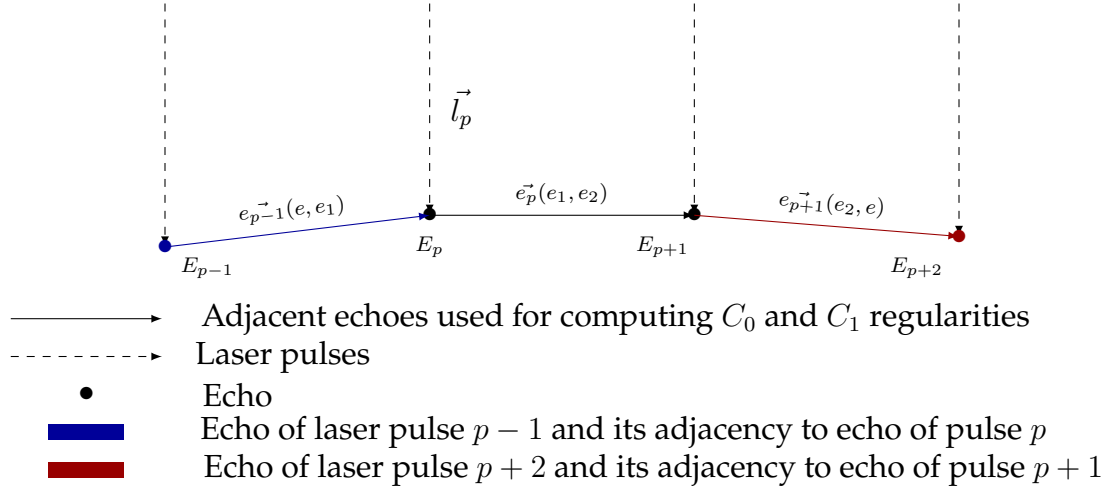 $\vec{l_p}$
$\vec{e_{p-1}}(e, e_1)$
$\vec{e_p}(e_1, e_2)$
$\vec{e_{p+1}}(e_2, e)$
$E_{p-1}$
$E_p$
$E_{p+1}$
$E_{p+2}$
Adjacent echoes used for computing $C_0$ and $C_1$ regularities
Laser pulses
Echo
Echo of laser pulse $p - 1$ and its adjacency to echo of pulse $p$
Echo of laser pulse $p + 2$ and its adjacency to echo of pulse $p + 1$